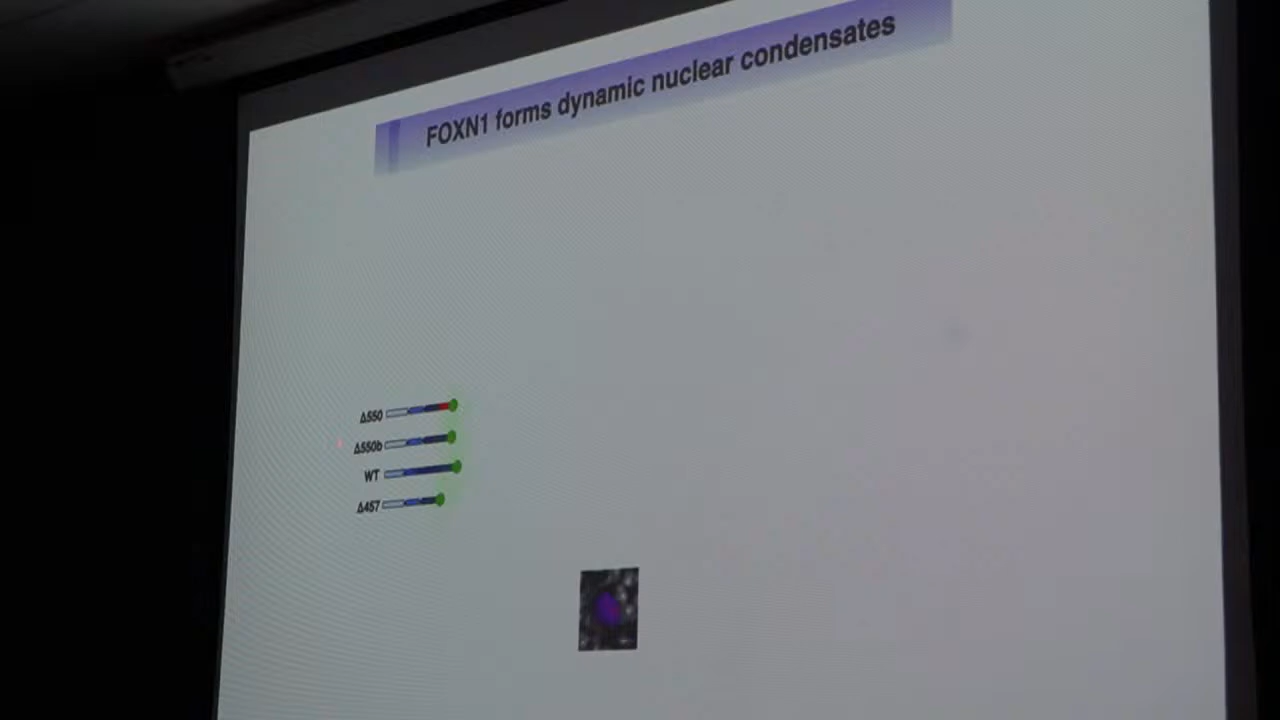 FOXN1 forms dynamic nuclear condensates
Δ550
Δ550b
WT
Δ457